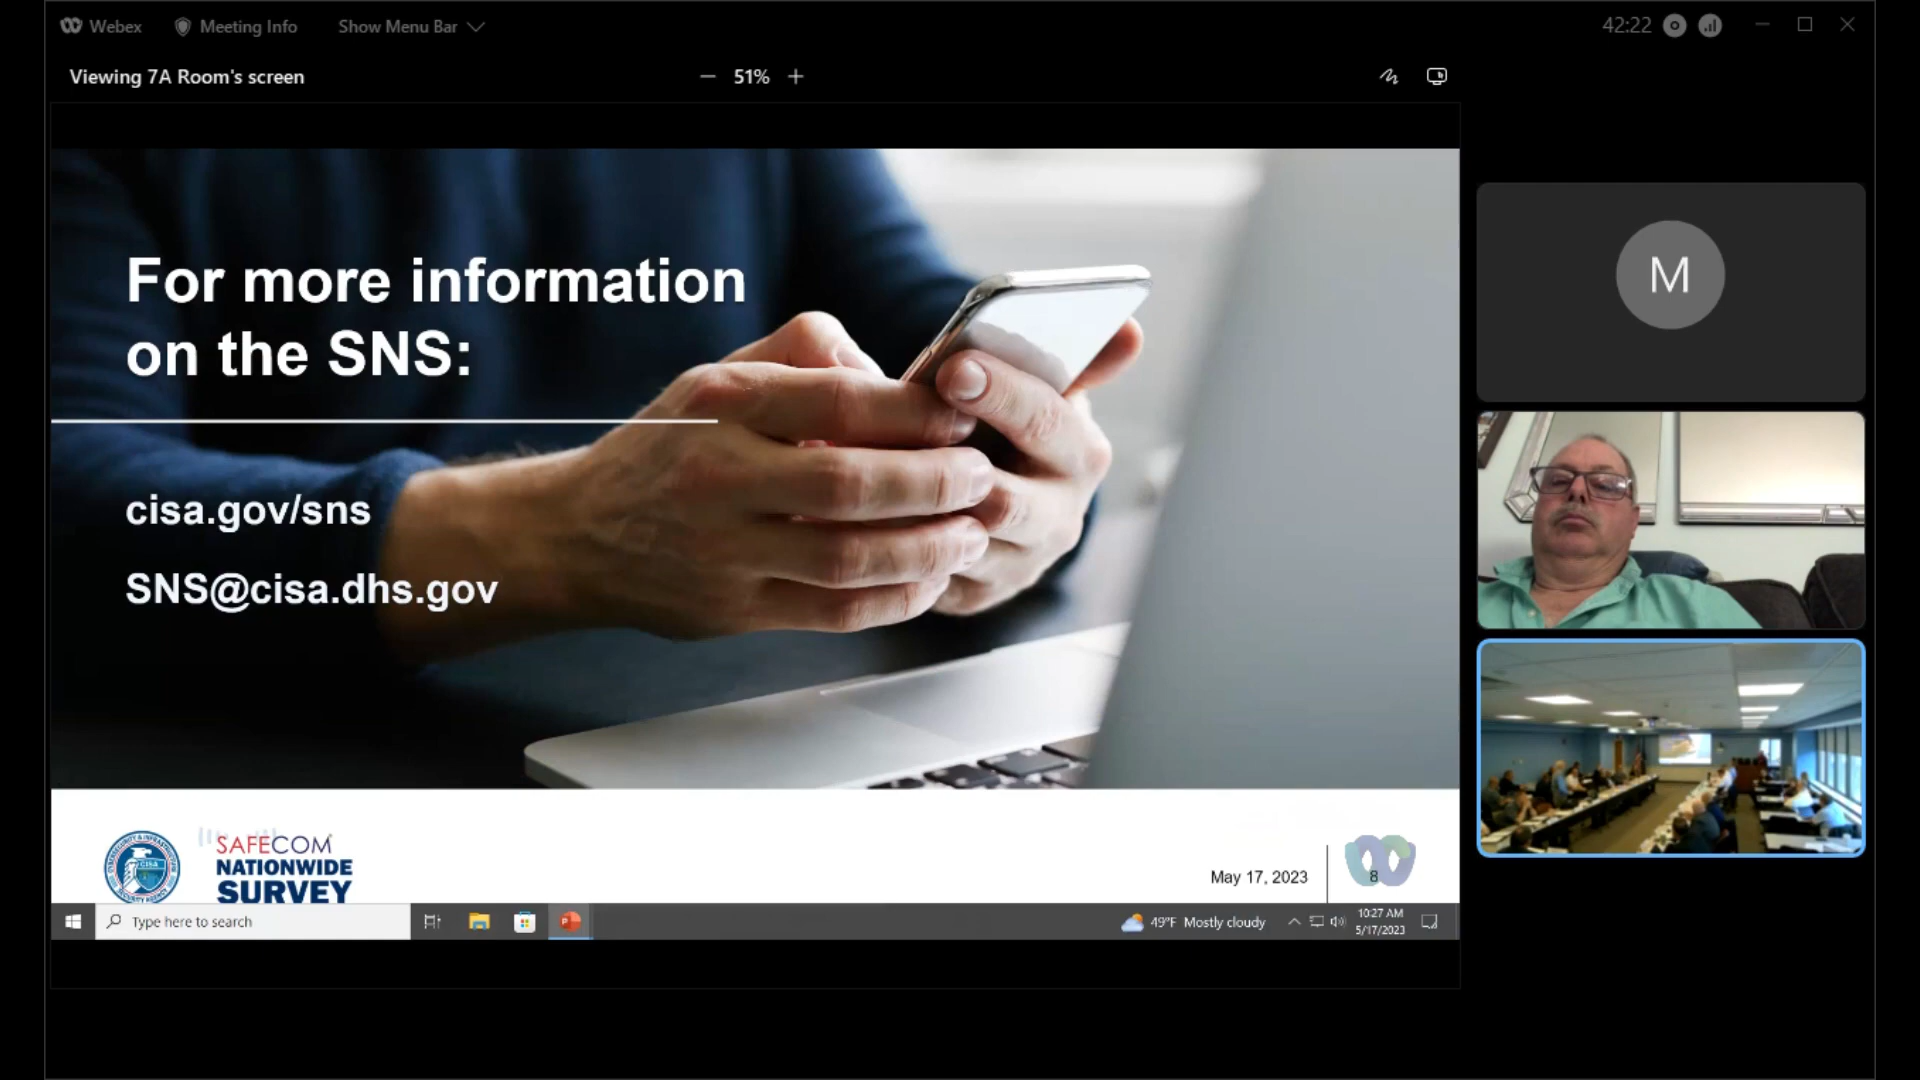 Webex
Meeting Info
Show Menu Bar
42:22
Viewing 7A Room's screen
51%
For more information
on the SNS:
cisa.gov/sns
SNS@cisa.dhs.gov
M
CISA
SAFECOM
NATIONWIDE
SURVEY
May 17, 2023
8
Type here to search
49°F Mostly cloudy
10:27 AM
5/17/2023